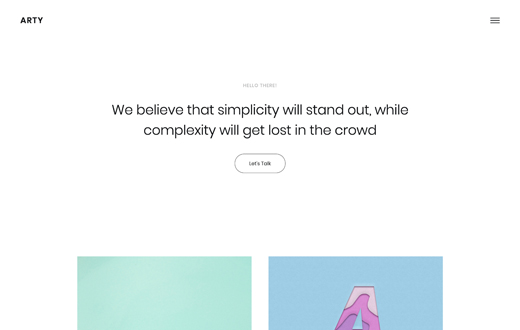 ARTY
HELLO THERE!
We believe that simplicity will stand out, while
complexity will get lost in the crowd
Let's Talk
A